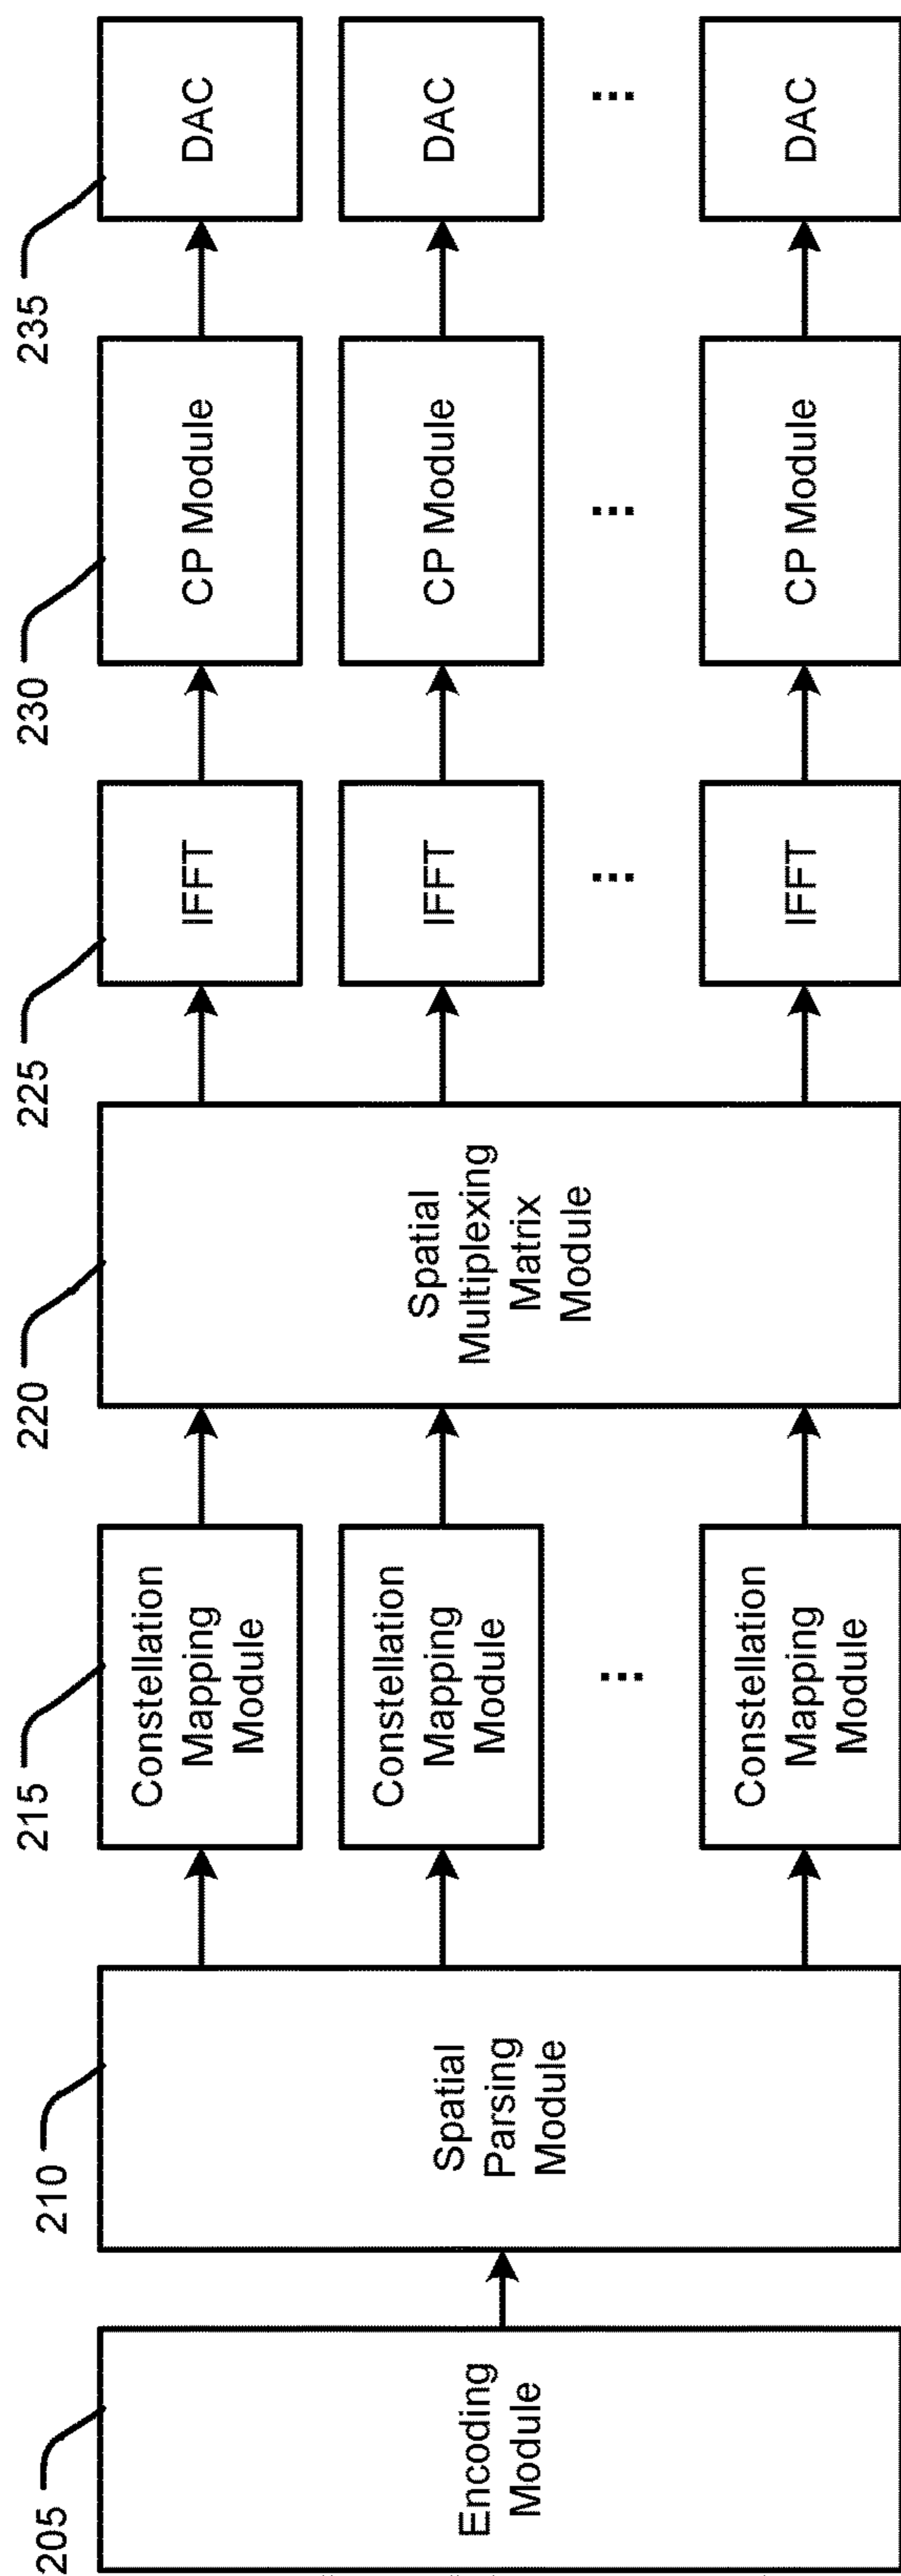 205
Encoding
Module
210
Spatial
Parsing
Module
215
Constellation
Mapping
Module
Constellation
Mapping
Module
...
Constellation
Mapping
Module
220
Spatial
Multiplexing
Matrix
Module
225
IFFT
IFFT
...
IFFT
230
CP Module
CP Module
...
CP Module
235
DAC
DAC
...
DAC